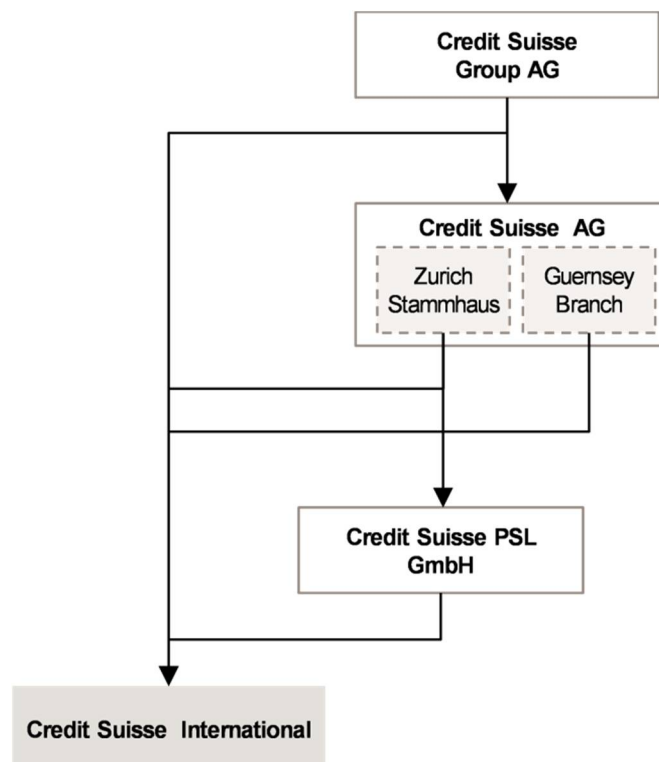 Credit Suisse
Group AG
Credit Suisse AG
Zurich
Stammhaus
Guernsey
Branch
Credit Suisse PSL
GmbH
Credit Suisse International